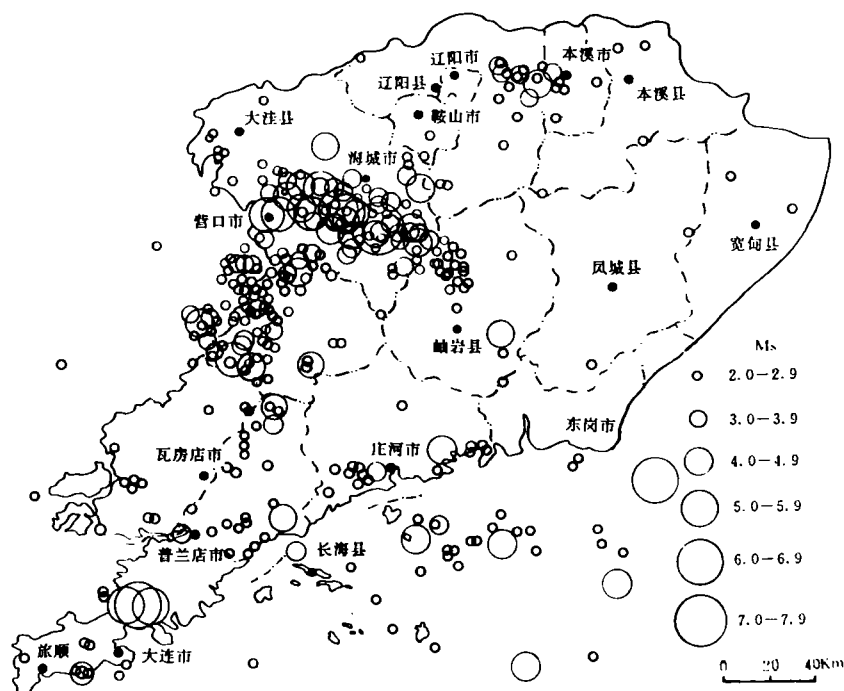 辽阳市
本溪市
辽阳县
本溪县
大洼县
鞍山市
海城市
营口市
宽甸县
凤城县
岫岩县
Ms
2.0—2.9
3.0—3.9
东岗市
瓦房店市
庄河市
4.0—4.9
5.0—5.9
普兰店市
长海县
6.0—6.9
7.0—7.9
旅顺
大连市
0 20 40Km